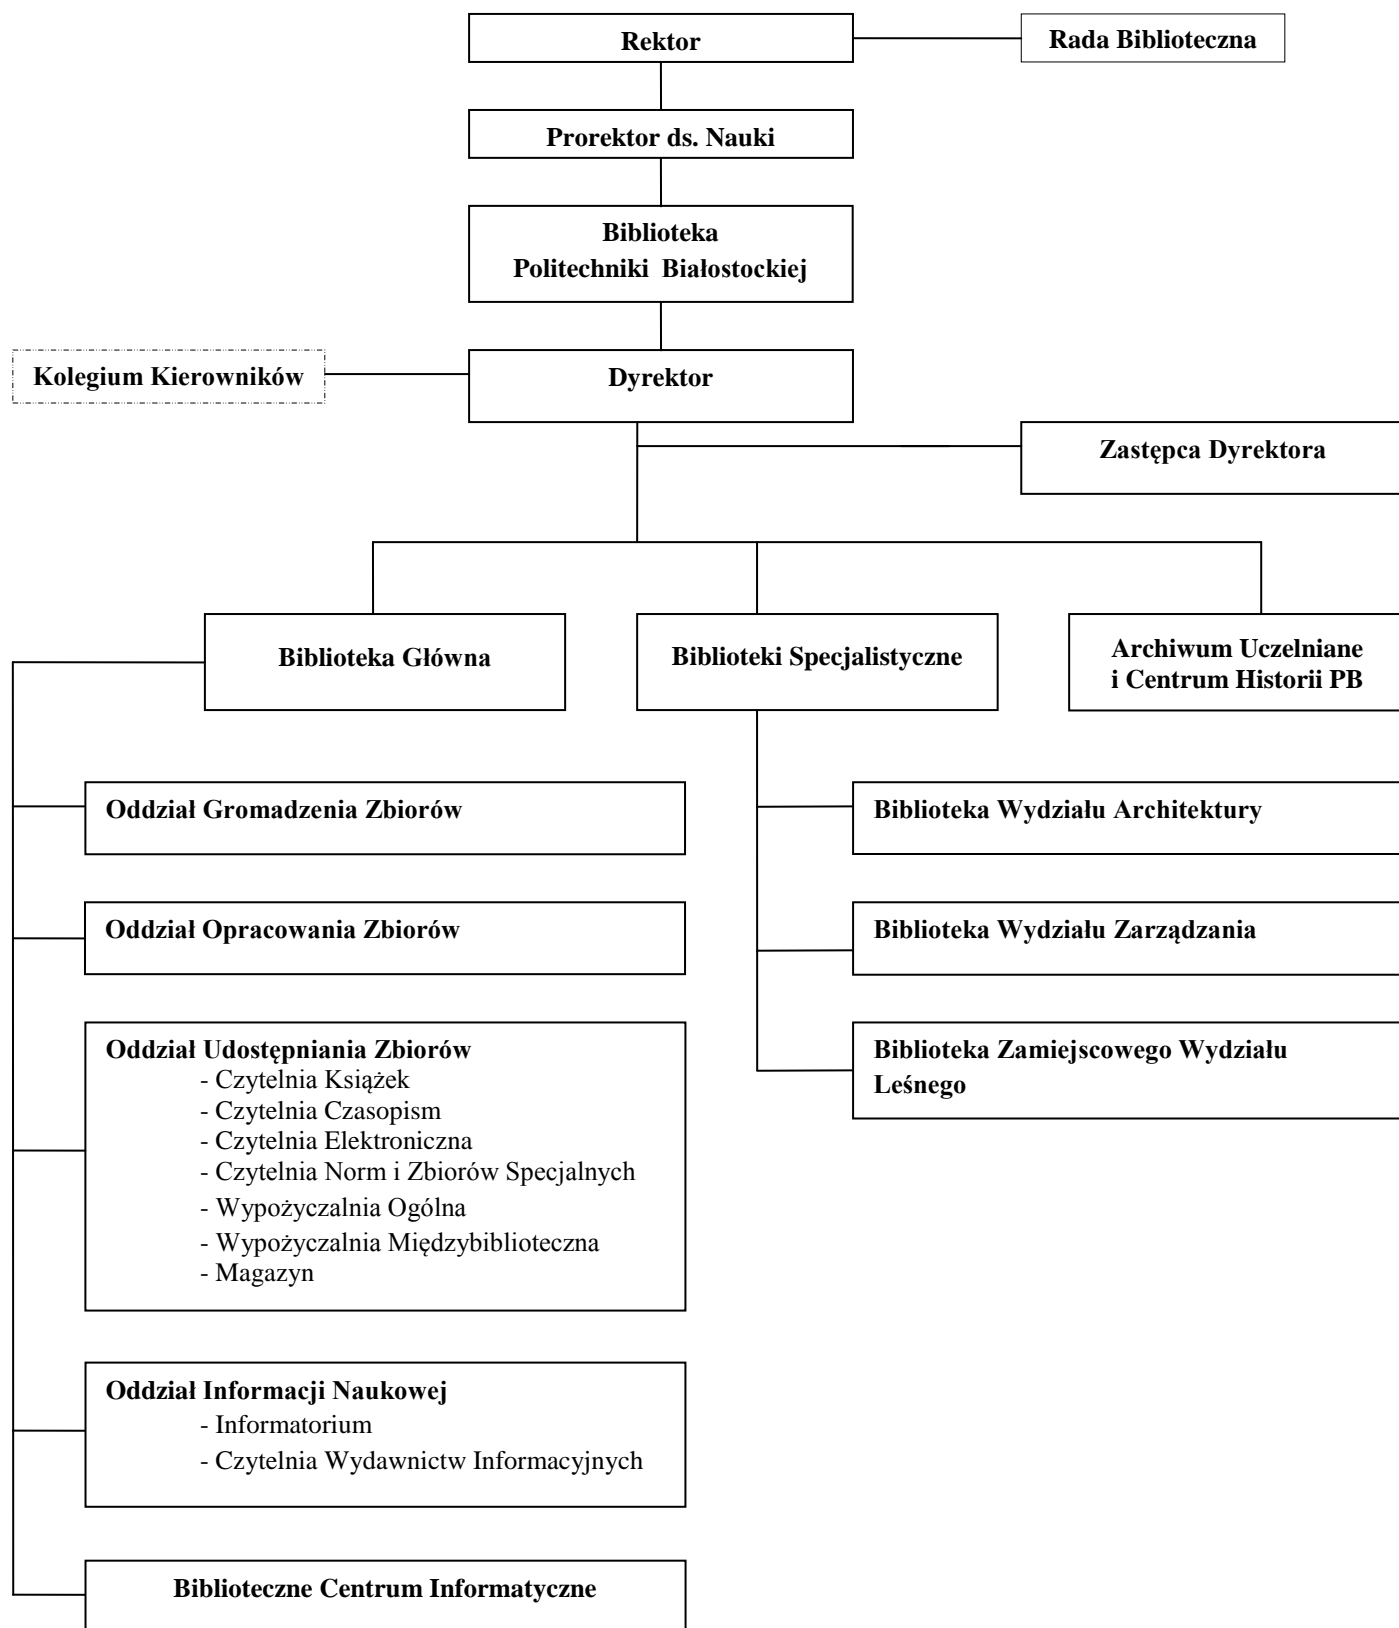 Rektor
Rada Biblioteczna
Prorektor ds. Nauki
Biblioteka
Politechniki Białostockiej
Kolegium Kierowników
Dyrektor
Zastępca Dyrektora
Biblioteka Główna
Biblioteki Specjalistyczne
Archiwum Uczelniane
i Centrum Historii PB
Oddział Gromadzenia Zbiorów
Biblioteka Wydziału Architektury
Oddział Opracowania Zbiorów
Biblioteka Wydziału Zarządzania
Oddział Udostępniania Zbiorów
- Czytelnia Książek
- Czytelnia Czasopism
- Czytelnia Elektroniczna
- Czytelnia Norm i Zbiorów Specjalnych
- Wypożyczalnia Ogólna
- Wypożyczalnia Międzybiblioteczna
- Magazyn
Biblioteka Zamiejscowego Wydziału
Leśnego
Oddział Informacji Naukowej
- Informatorium
- Czytelnia Wydawnictw Informacyjnych
Biblioteczne Centrum Informatyczne